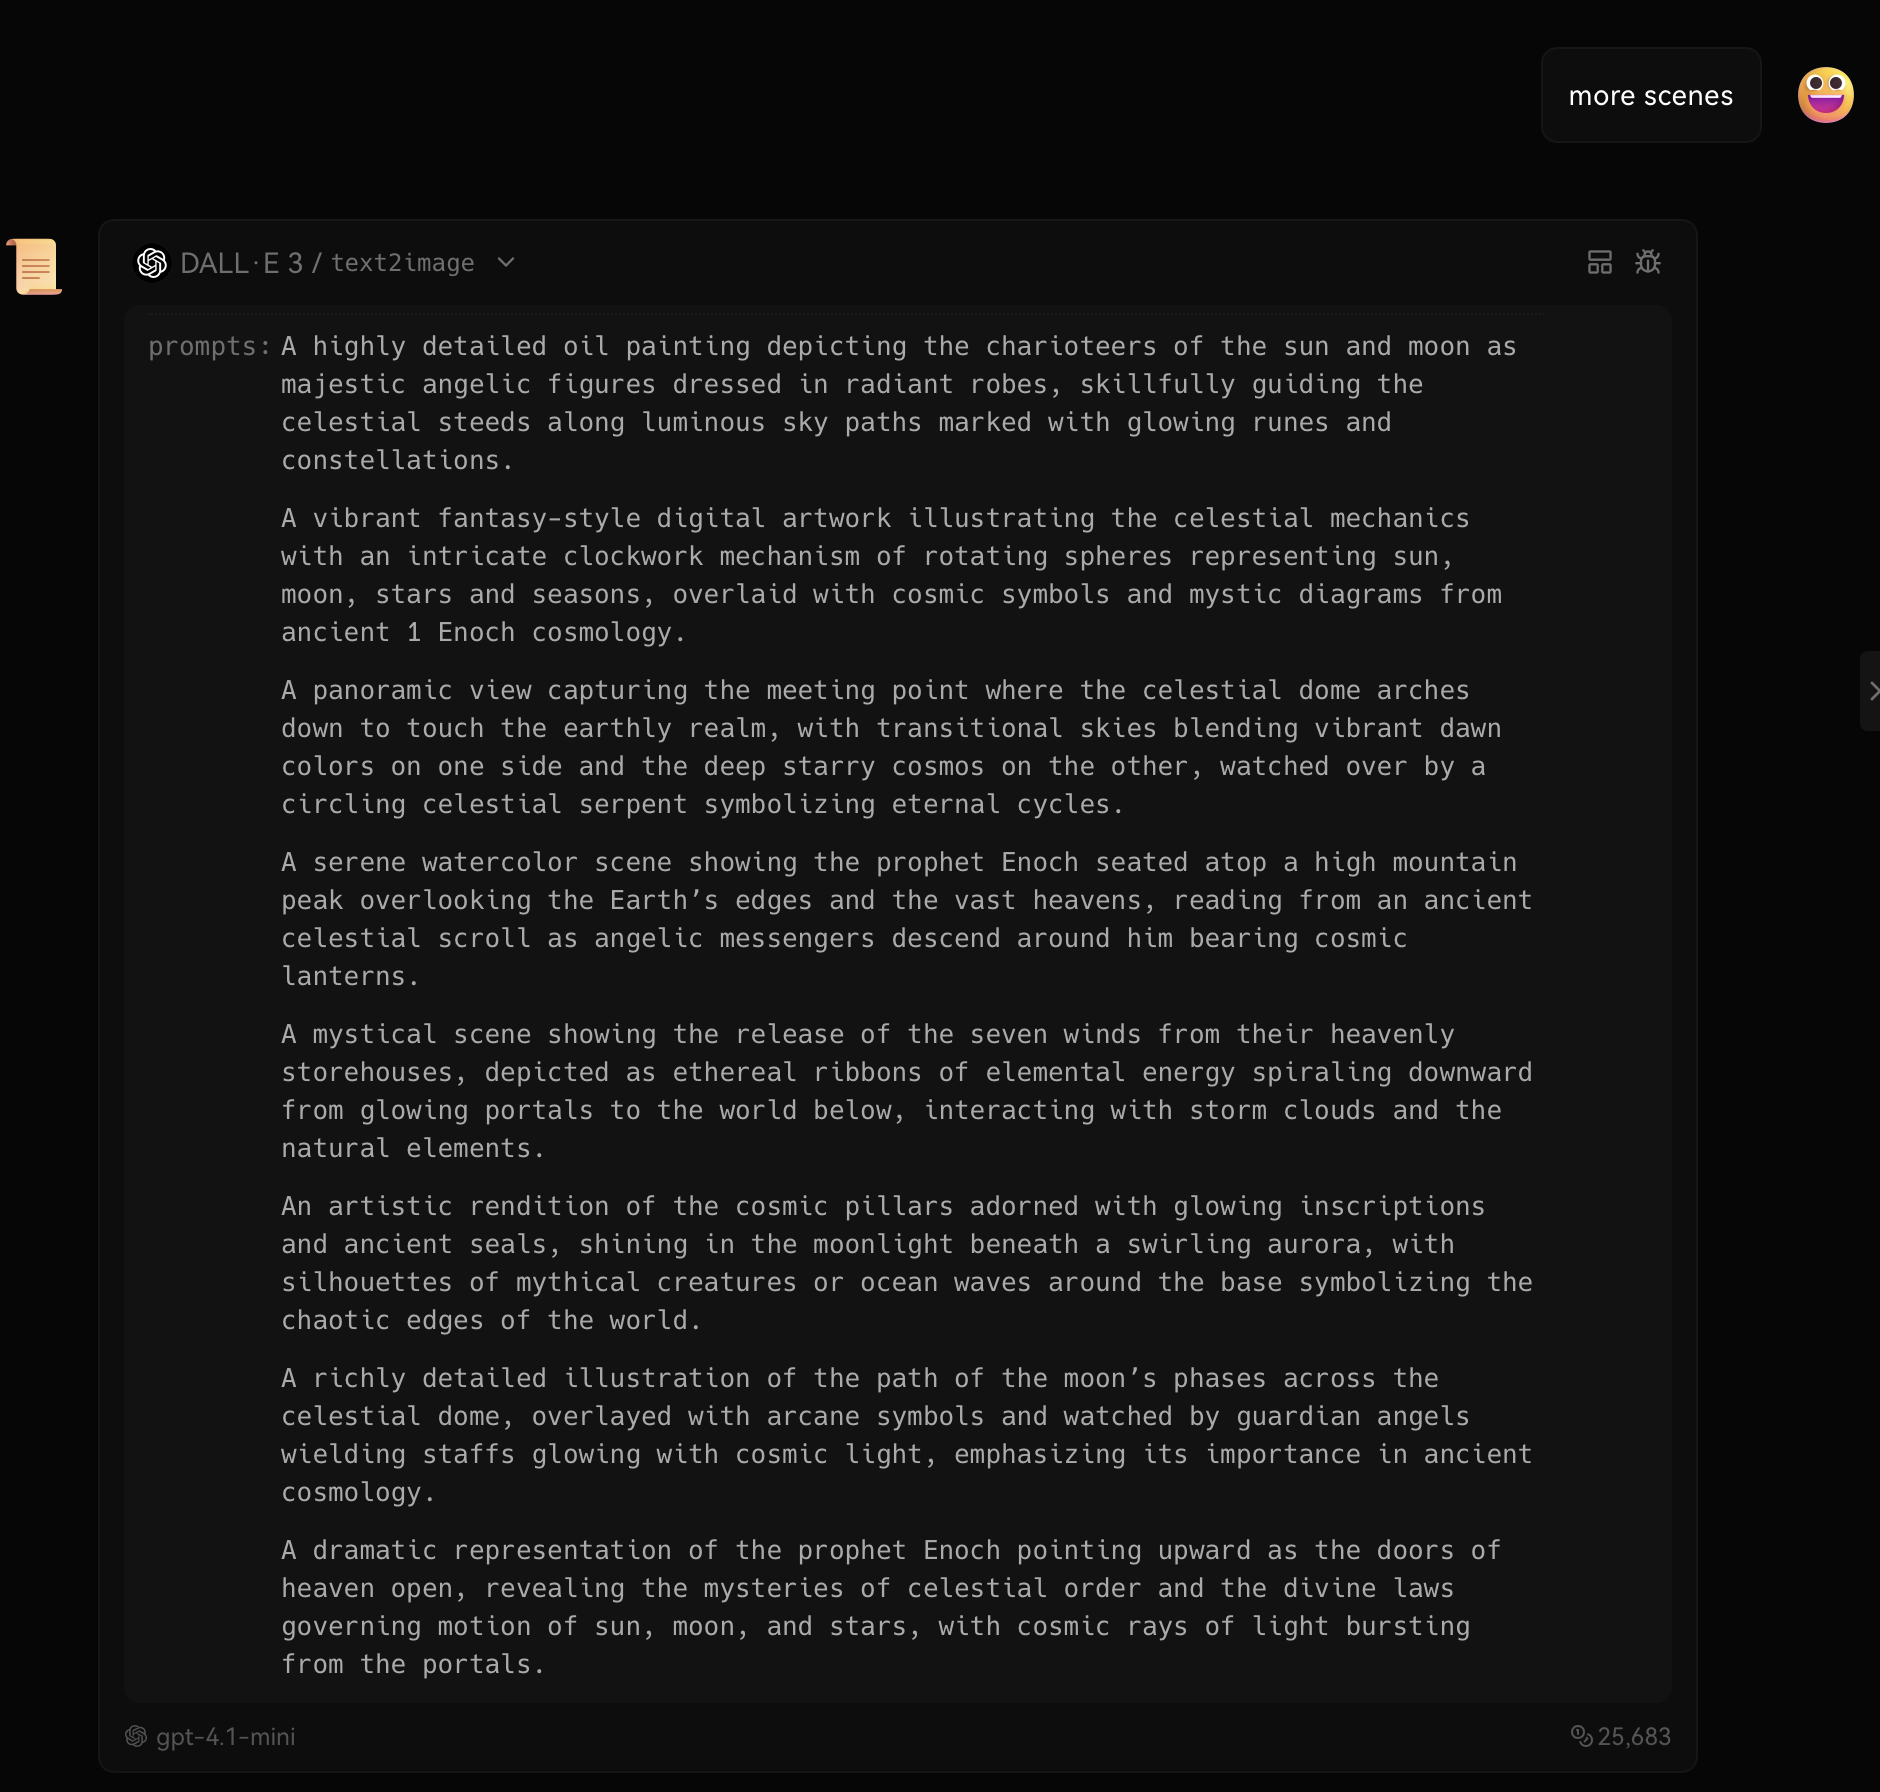 more scenes
DALL·E 3 / text2image
prompts: A highly detailed oil painting depicting the charioteers of the sun and moon as
majestic angelic figures dressed in radiant robes, skillfully guiding the
celestial steeds along luminous sky paths marked with glowing runes and
constellations.
A vibrant fantasy-style digital artwork illustrating the celestial mechanics
with an intricate clockwork mechanism of rotating spheres representing sun,
moon, stars and seasons, overlaid with cosmic symbols and mystic diagrams from
ancient 1 Enoch cosmology.
A panoramic view capturing the meeting point where the celestial dome arches
down to touch the earthly realm, with transitional skies blending vibrant dawn
colors on one side and the deep starry cosmos on the other, watched over by a
circling celestial serpent symbolizing eternal cycles.
A serene watercolor scene showing the prophet Enoch seated atop a high mountain
peak overlooking the Earth’s edges and the vast heavens, reading from an ancient
celestial scroll as angelic messengers descend around him bearing cosmic
lanterns.
A mystical scene showing the release of the seven winds from their heavenly
storehouses, depicted as ethereal ribbons of elemental energy spiraling downward
from glowing portals to the world below, interacting with storm clouds and the
natural elements.
An artistic rendition of the cosmic pillars adorned with glowing inscriptions
and ancient seals, shining in the moonlight beneath a swirling aurora, with
silhouettes of mythical creatures or ocean waves around the base symbolizing the
chaotic edges of the world.
A richly detailed illustration of the path of the moon’s phases across the
celestial dome, overlayed with arcane symbols and watched by guardian angels
wielding staffs glowing with cosmic light, emphasizing its importance in ancient
cosmology.
A dramatic representation of the prophet Enoch pointing upward as the doors of
heaven open, revealing the mysteries of celestial order and the divine laws
governing motion of sun, moon, and stars, with cosmic rays of light bursting
from the portals.
gpt-4.1-mini
25,683